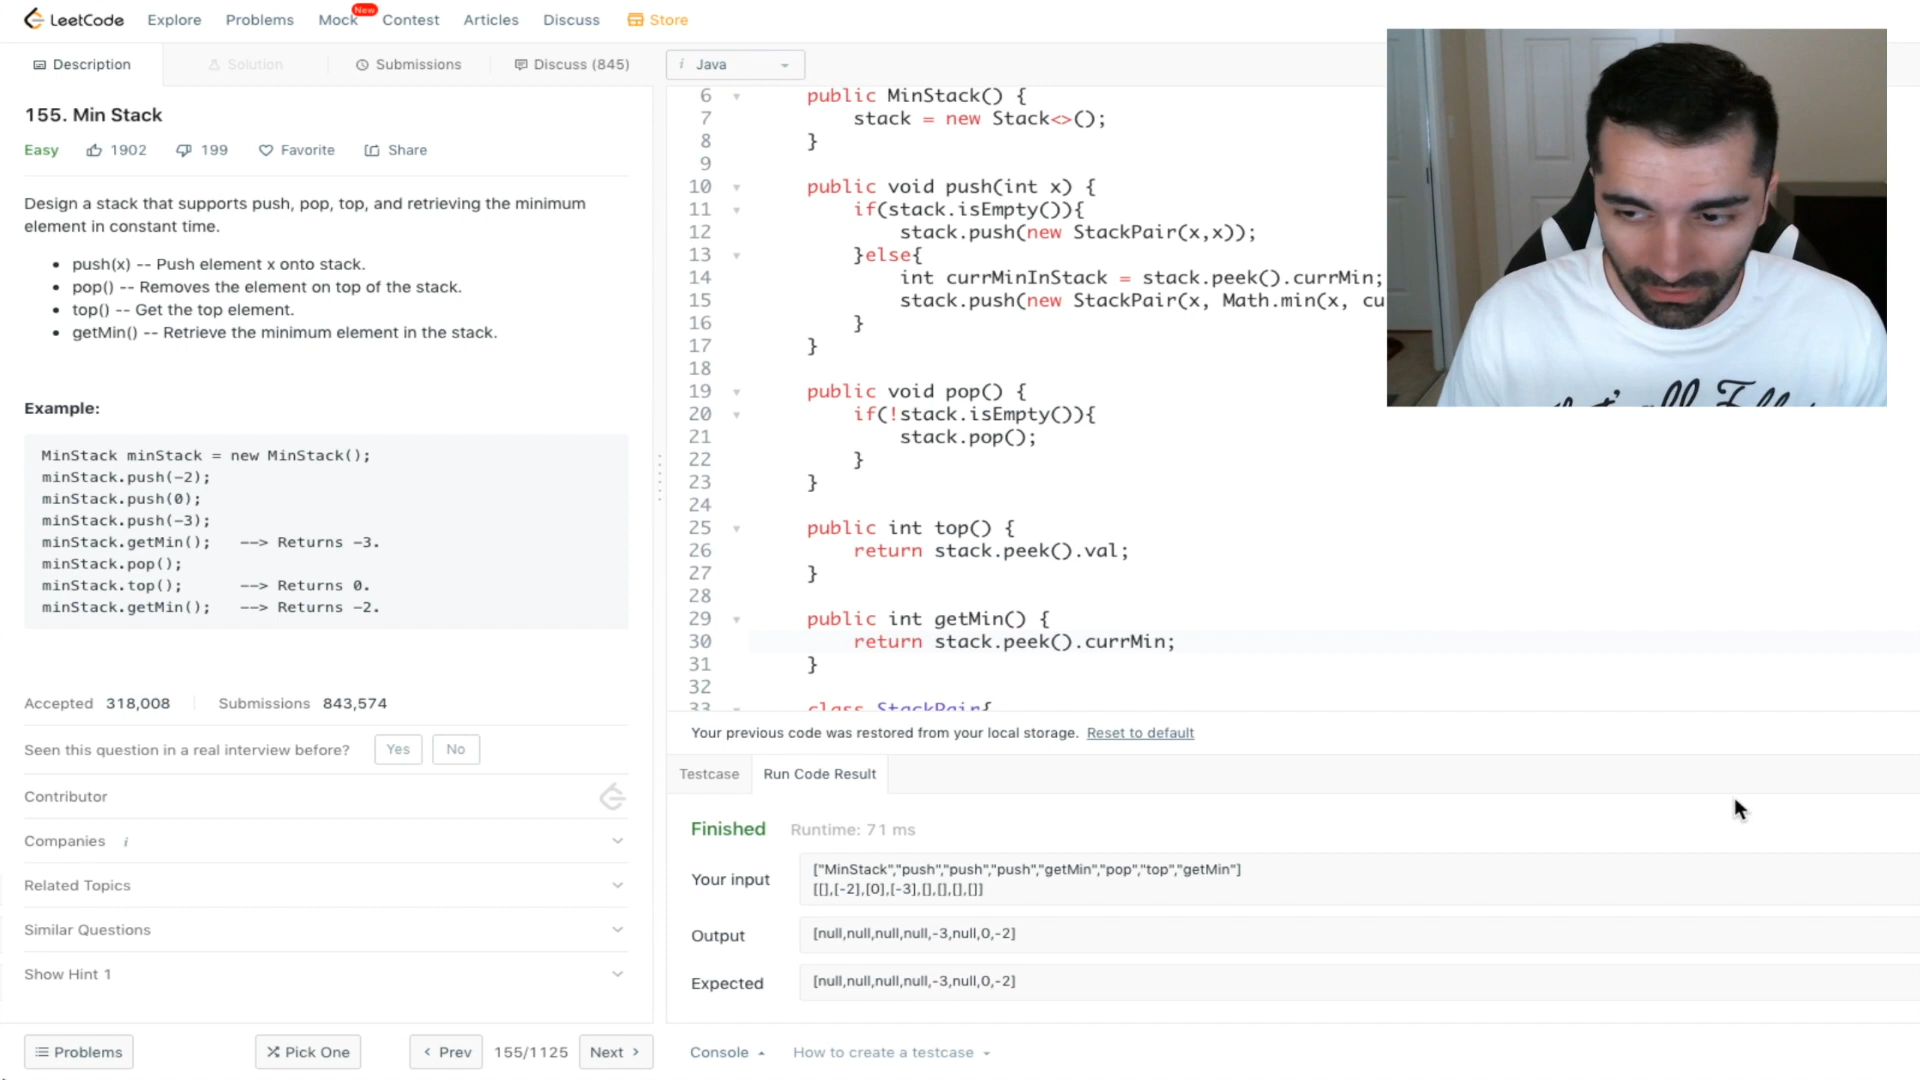 LeetCode Explore Problems Mock New Contest Articles Discuss Store
Description Solution Submissions Discuss (845)
155. Min Stack
Easy 1902 199 Favorite Share
Design a stack that supports push, pop, top, and retrieving the minimum
element in constant time.
• push(x) -- Push element x onto stack.
• pop() -- Removes the element on top of the stack.
• top() -- Get the top element.
• getMin() -- Retrieve the minimum element in the stack.
Example:
MinStack minStack = new MinStack();
minStack.push(-2);
minStack.push(0);
minStack.push(-3);
minStack.getMin();   --> Returns -3.
minStack.pop();
minStack.top();      --> Returns 0.
minStack.getMin();   --> Returns -2.
Accepted 318,008 Submissions 843,574
Seen this question in a real interview before? Yes No
Contributor
Companies i
Related Topics
Similar Questions
Show Hint 1
Problems Pick One < Prev 155/1125 Next >
i Java
6 public MinStack() {
7 stack = new Stack<>();
8 }
9
10 public void push(int x) {
11 if(stack.isEmpty()){
12 stack.push(new StackPair(x,x));
13 }else{
14 int currMinInStack = stack.peek().currMin;
15 stack.push(new StackPair(x, Math.min(x, cu
16 }
17 }
18
19 public void pop() {
20 if(!stack.isEmpty()){
21 stack.pop();
22 }
23 }
24
25 public int top() {
26 return stack.peek().val;
27 }
28
29 public int getMin() {
30 return stack.peek().currMin;
31 }
32
33 class StackPair{
Your previous code was restored from your local storage. Reset to default
Testcase Run Code Result
Finished Runtime: 71 ms
Your input
["MinStack","push","push","push","getMin","pop","top","getMin"]
[[],[-2],[0],[-3],[],[],[],[]]
Output [null,null,null,null,-3,null,0,-2]
Expected [null,null,null,null,-3,null,0,-2]
Console How to create a testcase